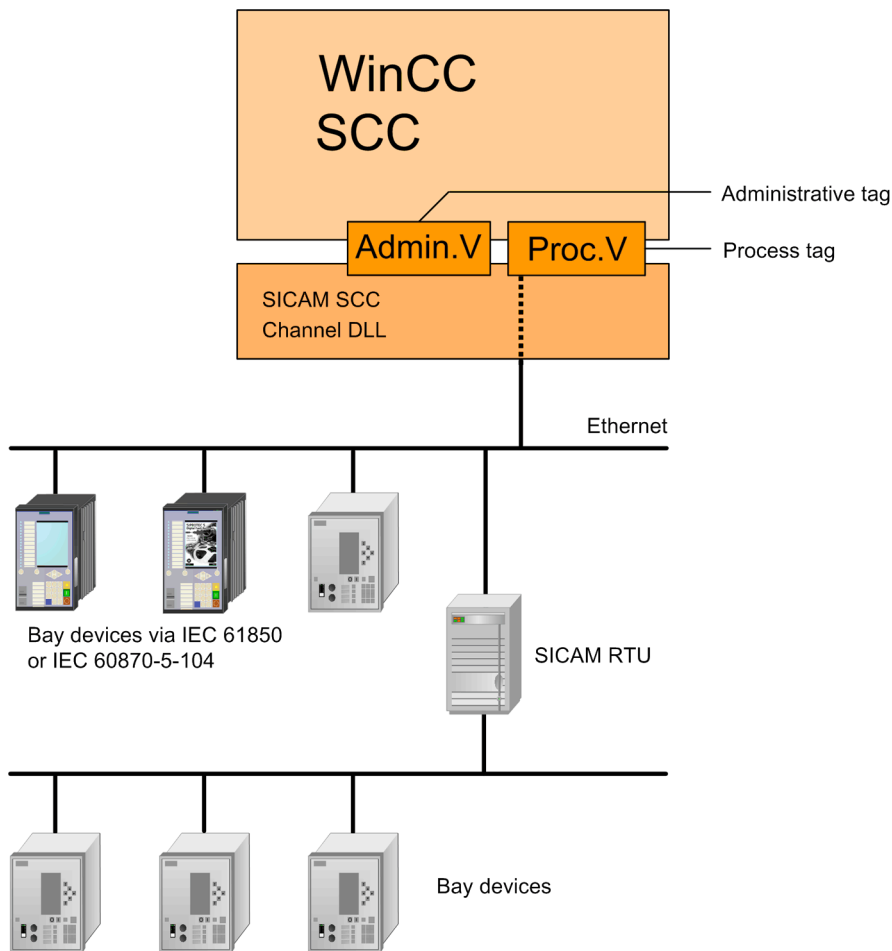 WinCC
SCC
Administrative tag
Admin.V
Proc.V
Process tag
SICAM SCC
Channel DLL
Ethernet
Bay devices via IEC 61850
or IEC 60870-5-104
SICAM RTU
Bay devices